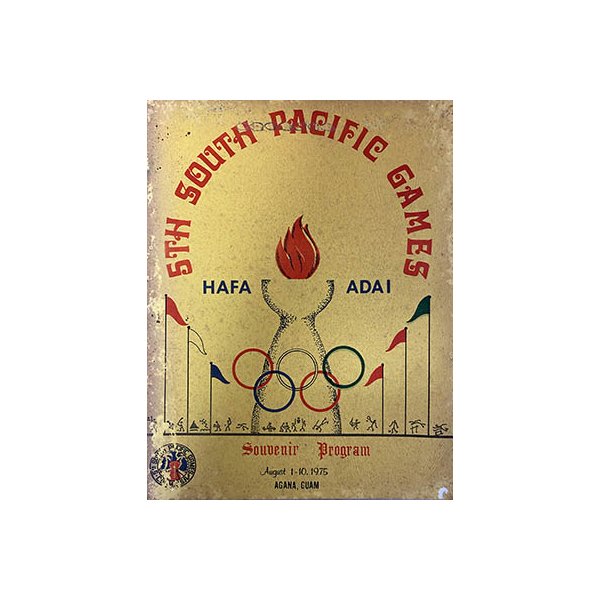 5TH SOUTH PACIFIC GAMES
HAFA ADAI
Souvenir Program
August 1-10, 1975
AGANA, GUAM